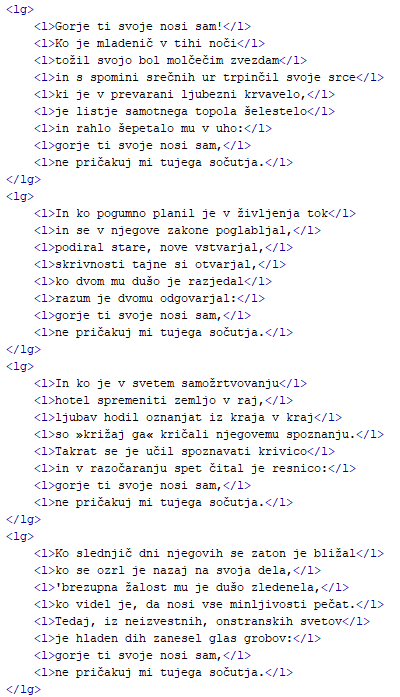 <lg>
<l>Gorje ti svoje nosi sam!</l>
<l>Ko je mladenič v tihi noči</l>
<l>tožil svojo bol molčečim zvezdam</l>
<l>in s spomini srečnih ur trpinčil svoje srce</l>
<l>ki je v prevarani ljubezni krvavelo,</l>
<l>je listje samotnega topola šelestelo</l>
<l>in rahlo šepetalo mu v uho:</l>
<l>gorje ti svoje nosi sam,</l>
<l>ne pričakuj mi tujega sočutja.</l>
</lg>
<lg>
<l>In ko pogumno planil je v življenja tok</l>
<l>in se v njegove zakone poglabljal,</l>
<l>podiral stare, nove vstvarjal,</l>
<l>skrivnosti tajne si otvarjal,</l>
<l>ko dvom mu dušo je razjedal</l>
<l>razum je dvomu odgovarjal:</l>
<l>gorje ti svoje nosi sam,</l>
<l>ne pričakuj mi tujega sočutja.</l>
</lg>
<lg>
<l>In ko je v svetem samožrtvovanju</l>
<l>hotel spremeniti zemljo v raj,</l>
<l>ljubav hodil oznanjat iz kraja v kraj</l>
<l>so »križaj ga« kričali njegovemu spoznanju.</l>
<l>Takrat se je učil spoznavati krivico</l>
<l>in v razočaranju spet čital je resnico:</l>
<l>gorje ti svoje nosi sam,</l>
<l>ne pričakuj mi tujega sočutja.</l>
</lg>
<lg>
<l>Ko slednjič dni njegovih se zaton je bližal</l>
<l>ko se ozrl je nazaj na svoja dela,</l>
<l>'brezupna žalost mu je dušo zledenela,</l>
<l>ko videl je, da nosi vse minljivosti pečat.</l>
<l>Tedaj, iz neizvestnih, onstranskih svetov</l>
<l>je hladen dih zanesel glas grobov:</l>
<l>gorje ti svoje nosi sam,</l>
<l>ne pričakuj mi tujega sočutja.</l>
</lg>